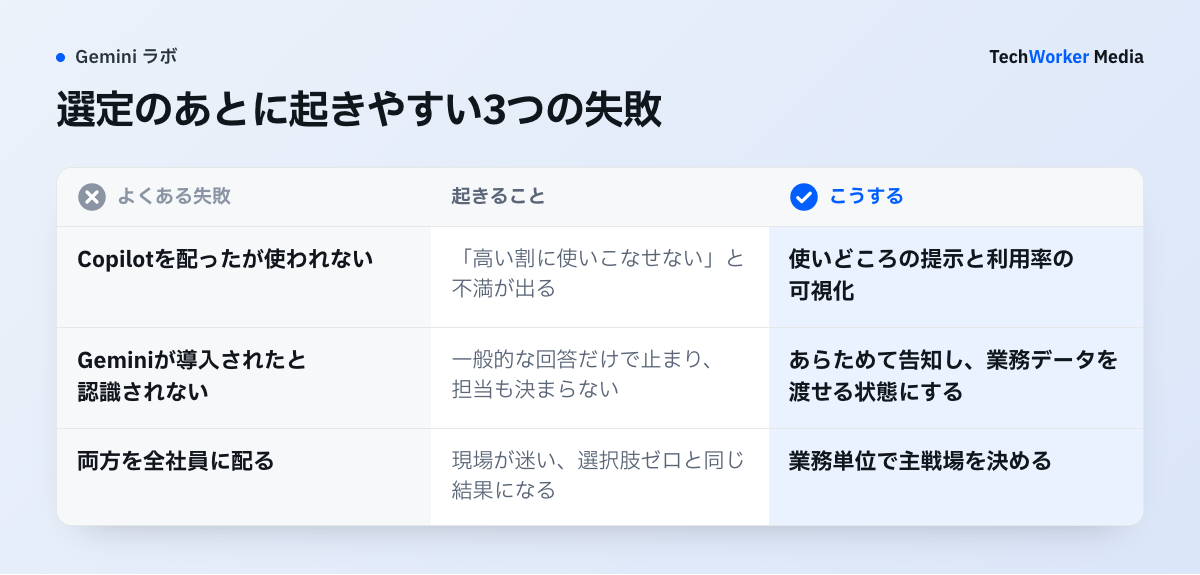 Gemini ラボ
TechWorker Media
選定のあとに起きやすい3つの失敗
よくある失敗
起きること
こうする
Copilotを配ったが使われない
「高い割に使いこなせない」と
不満が出る
使いどころの提示と利用率の
可視化
Geminiが導入されたと
認識されない
一般的な回答だけで止まり、
担当も決まらない
あらためて告知し、業務データを
渡せる状態にする
両方を全社員に配る
現場が迷い、選択肢ゼロと同じ
結果になる
業務単位で主戦場を決める